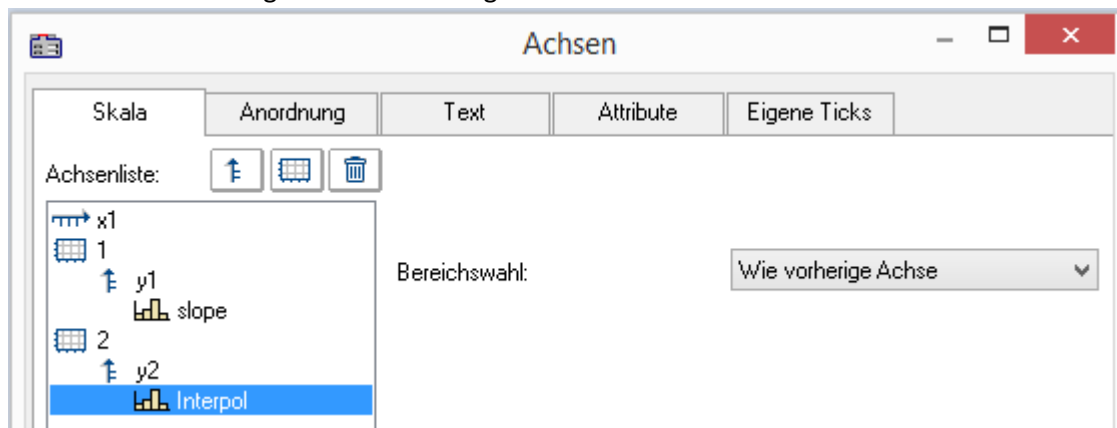 Achsen
Skala Anordnung Text Attribute Eigene Ticks
Achsenliste:
x1
1
y1
slope
2
y2
Interpol
Bereichswahl: Wie vorherige Achse